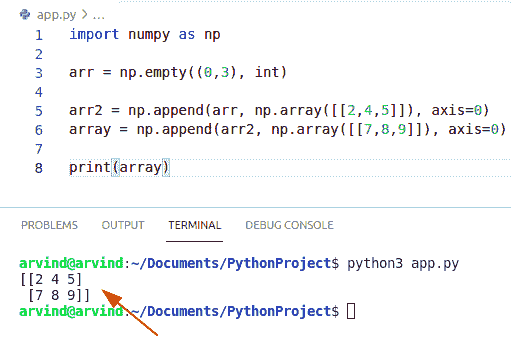 app.py > ...
1 import numpy as np
2
3 arr = np.empty((0,3), int)
4
5 arr2 = np.append(arr, np.array([[2,4,5]]), axis=0)
6 array = np.append(arr2, np.array([[7,8,9]]), axis=0)
7
8 print(array)
PROBLEMS OUTPUT TERMINAL DEBUG CONSOLE
arvind@arvind:~/Documents/PythonProject$ python3 app.py
[[2 4 5]
 [7 8 9]]
arvind@arvind:~/Documents/PythonProject$